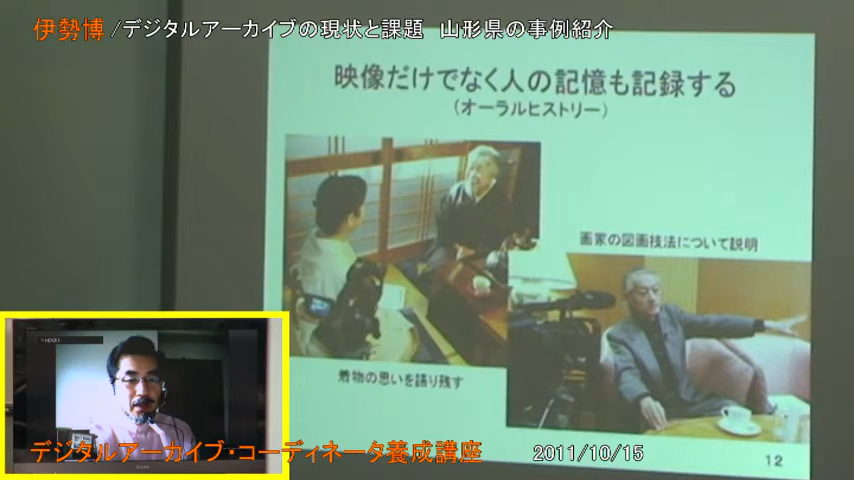 伊勢博 /デジタルアーカイブの現状と課題 山形県の事例紹介
映像だけでなく人の記憶も記録する
(オーラルヒストリー)
画家の図画技法について説明
着物の思いを語り残す
デジタルアーカイブ・コーディネータ養成講座 2011/10/15
12